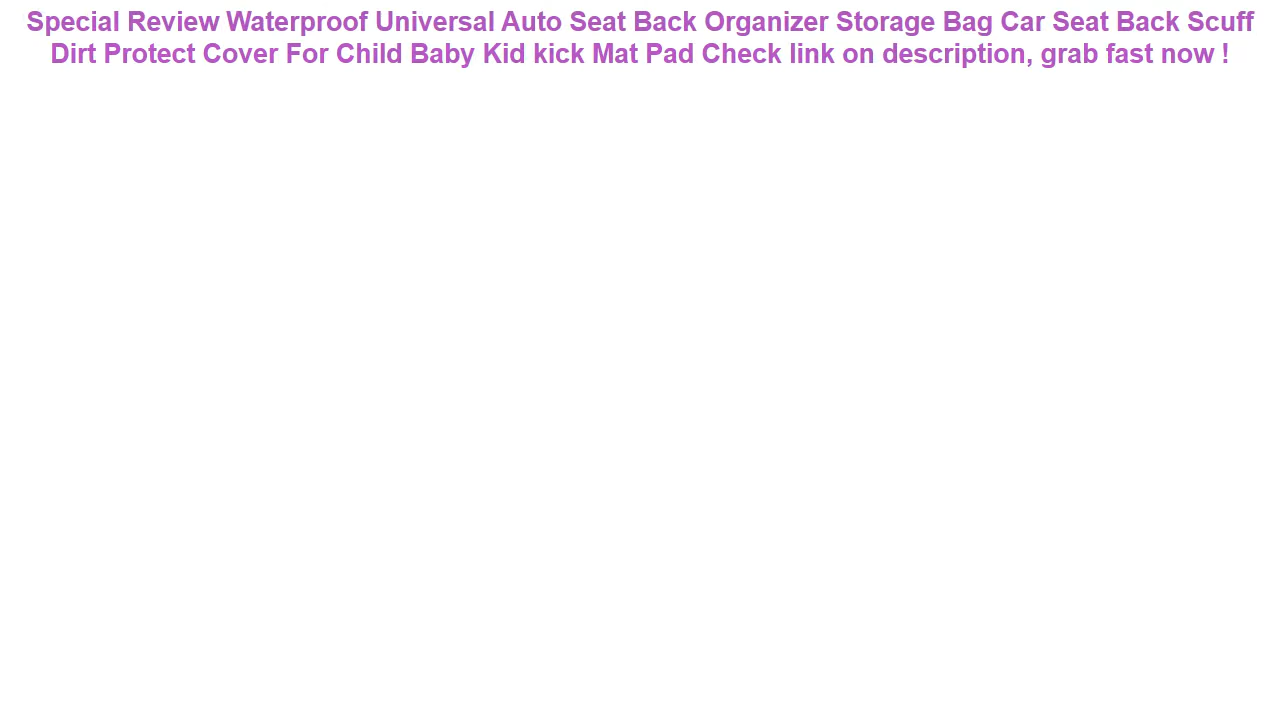 Special Review Waterproof Universal Auto Seat Back Organizer Storage Bag Car Seat Back Scuff
Dirt Protect Cover For Child Baby Kid kick Mat Pad Check link on description, grab fast now !